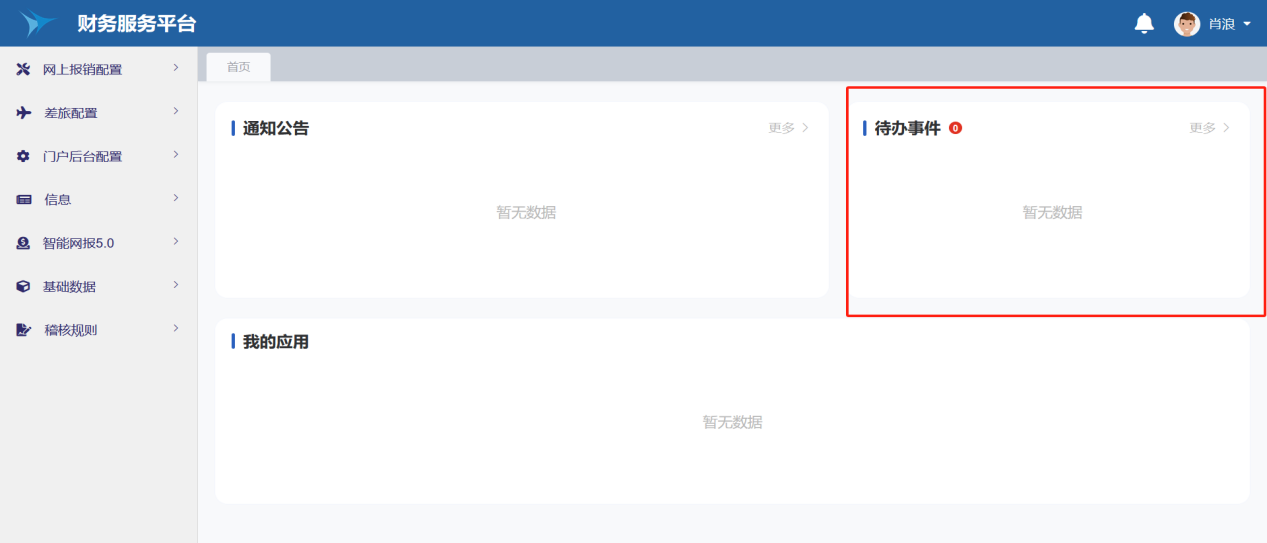 财务服务平台
肖浪
网上报销配置
差旅配置
门户后台配置
信息
智能网报5.0
基础数据
稽核规则
首页
通知公告
更多
暂无数据
待办事件 0
更多
暂无数据
我的应用
暂无数据